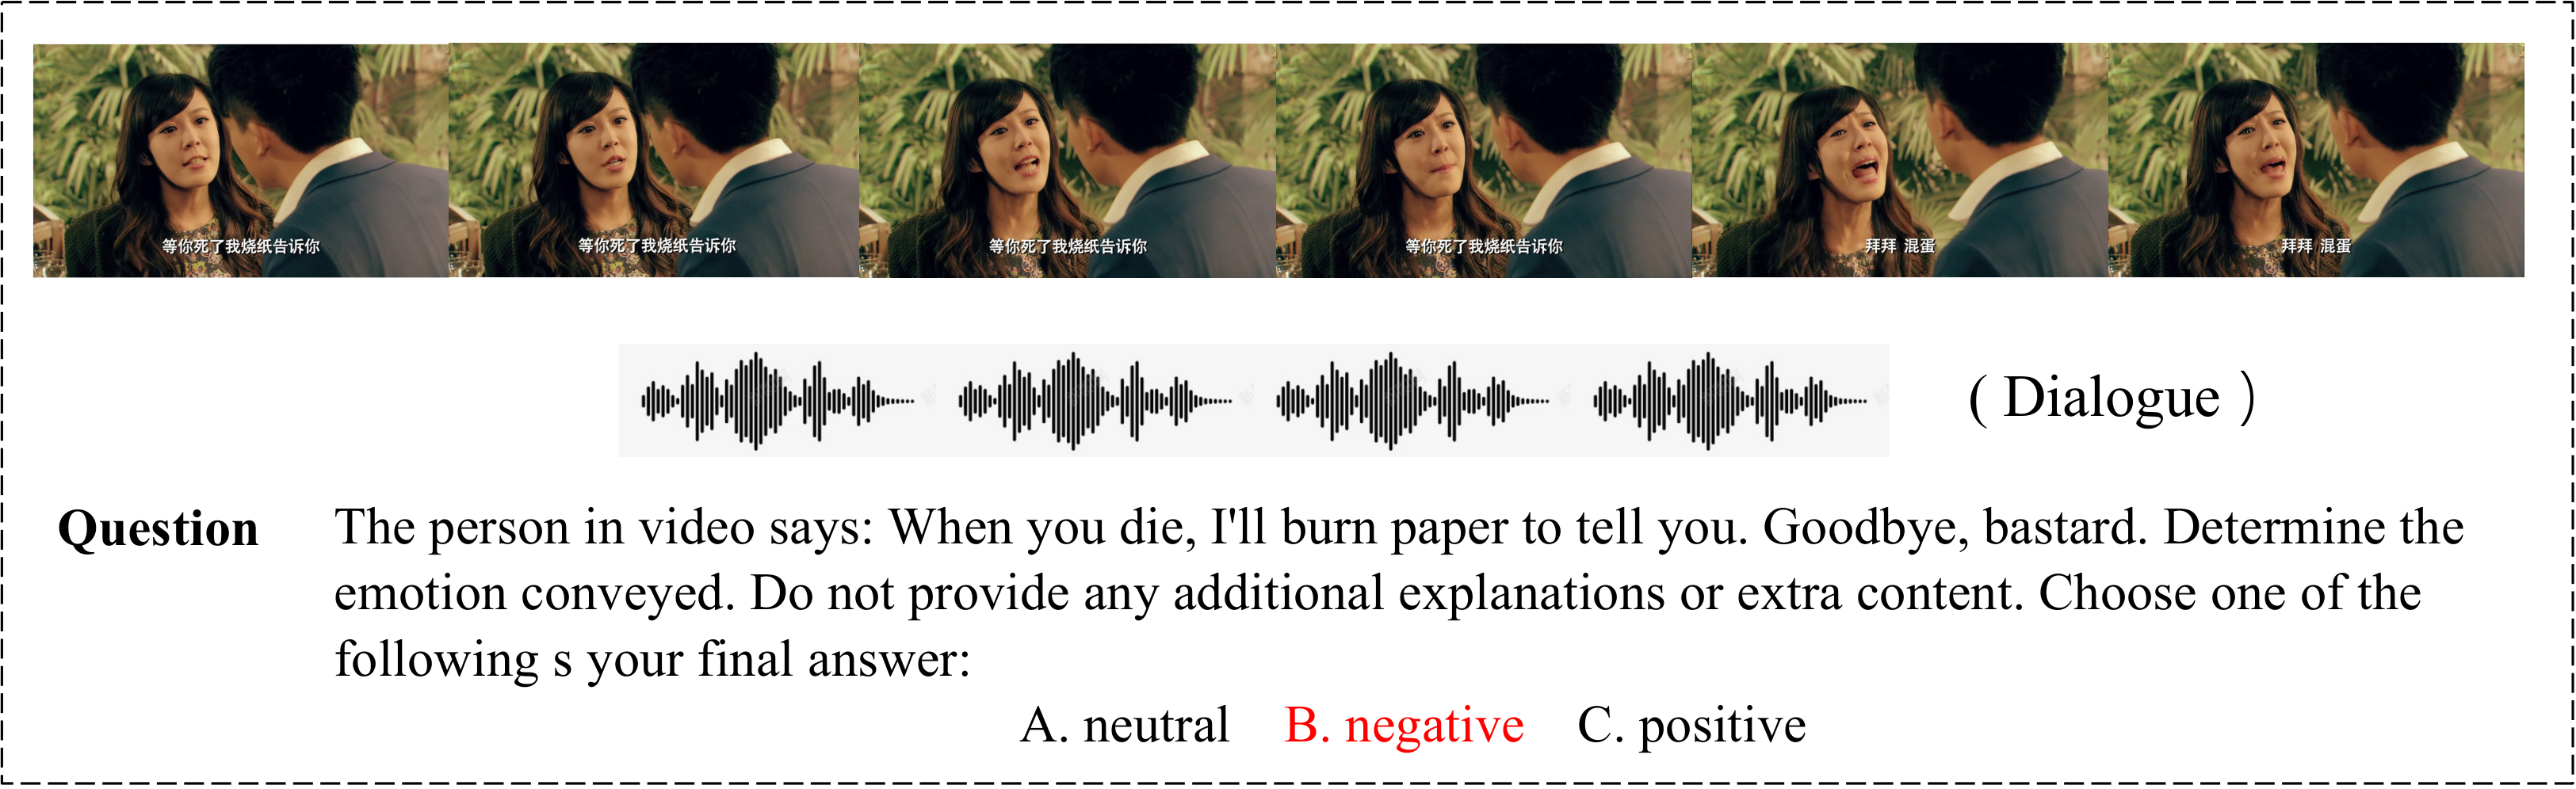 等你死了我烧纸告诉你
等你死了我烧纸告诉你
等你死了我烧纸告诉你
等你死了我烧纸告诉你
拜拜 混蛋
拜拜 混蛋
( Dialogue )
Question
The person in video says: When you die, I'll burn paper to tell you. Goodbye, bastard. Determine the
emotion conveyed. Do not provide any additional explanations or extra content. Choose one of the
following s your final answer:
A. neutral B. negative C. positive